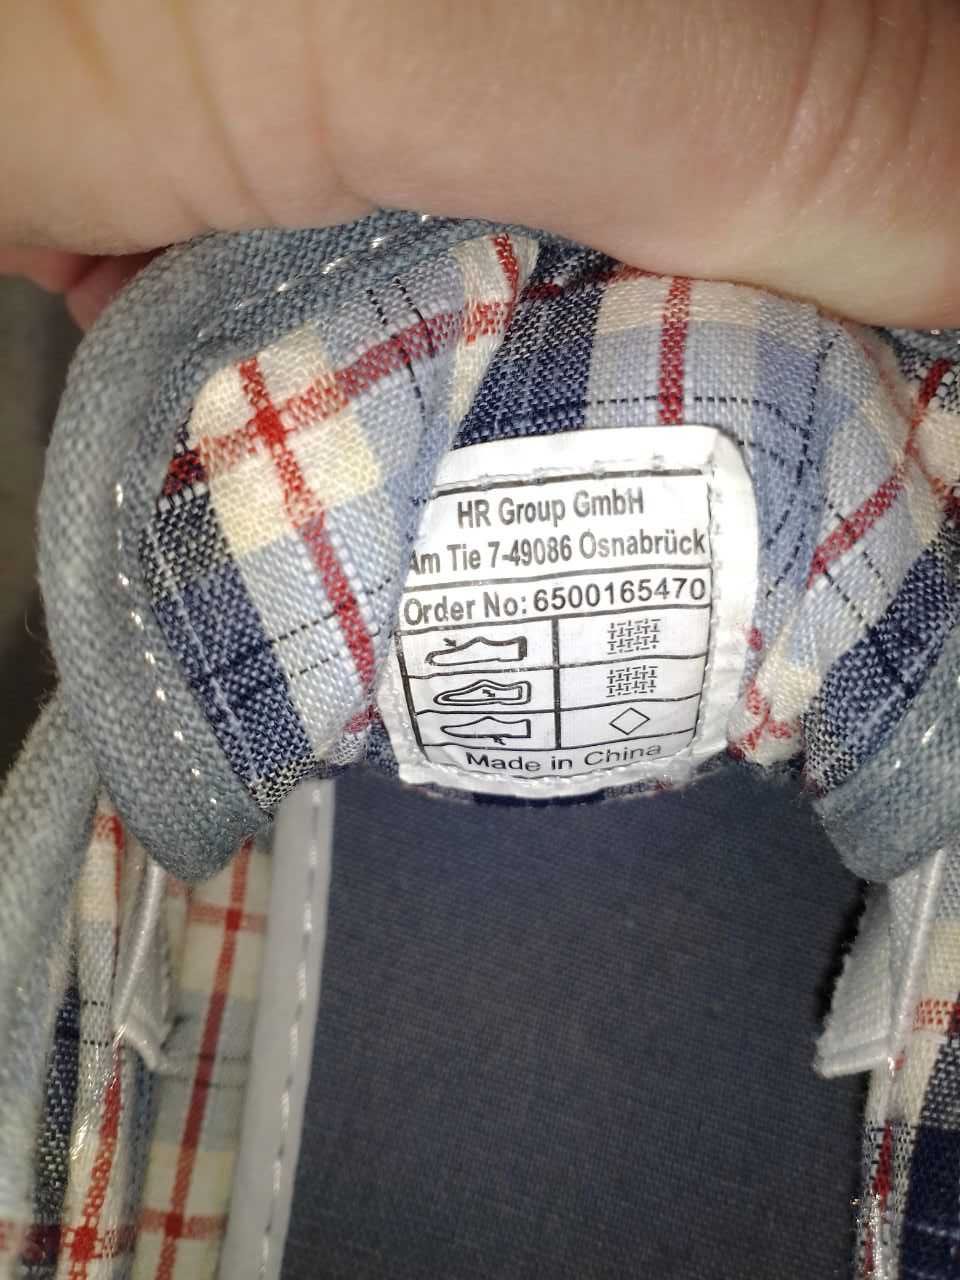 HR Group GmbH
Am Tie 7-49086 Osnabrück
Order No: 6500165470
Made in China